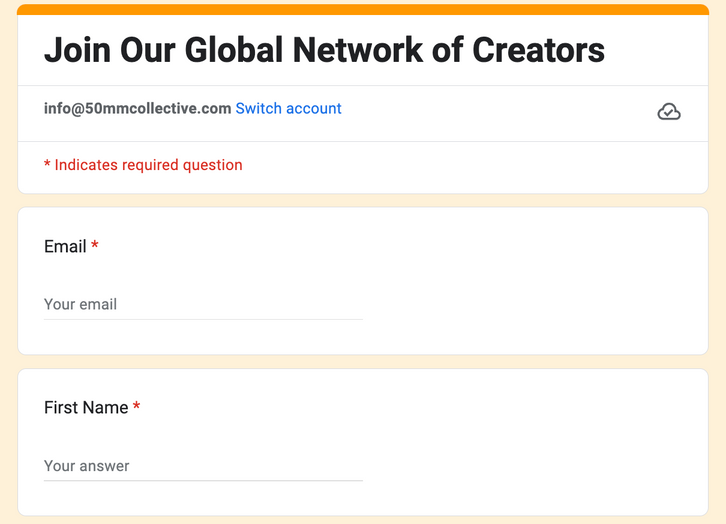 Join Our Global Network of Creators
info@50mmcollective.com Switch account
* Indicates required question
Email *
Your email
First Name *
Your answer